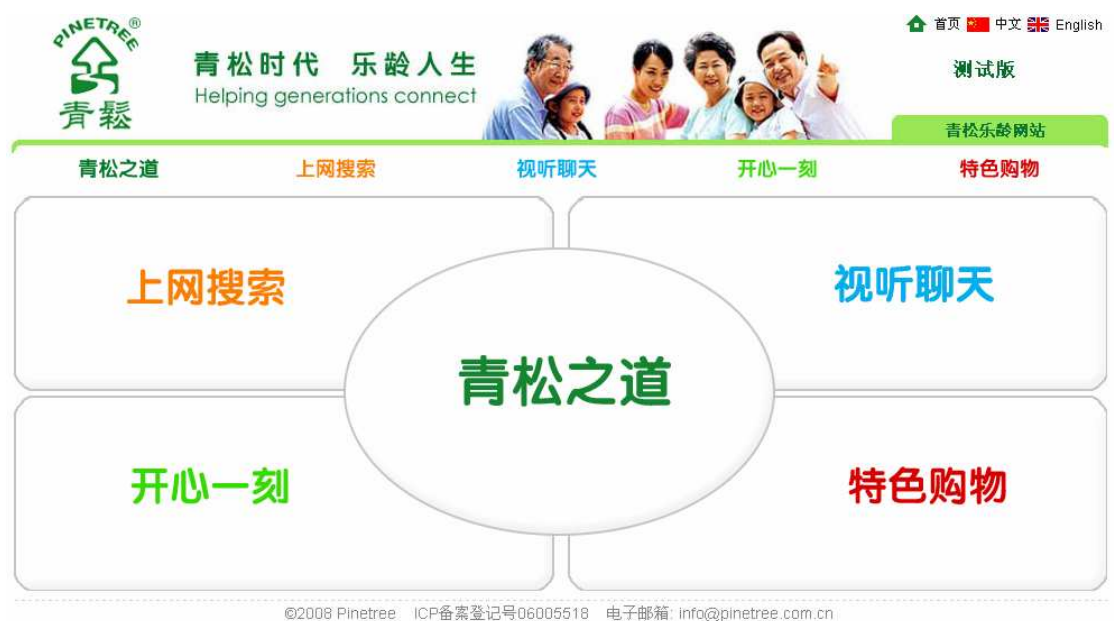 PINETREE®
青鬆
青松时代 乐龄人生
Helping generations connect
首页 中文 English
测试版
青松乐龄网站
青松之道 上网搜索 视听聊天 开心一刻 特色购物
上网搜索
视听聊天
青松之道
开心一刻
特色购物
©2008 Pinetree ICP备案登记号06005518 电子邮箱: info@pinetree.com.cn